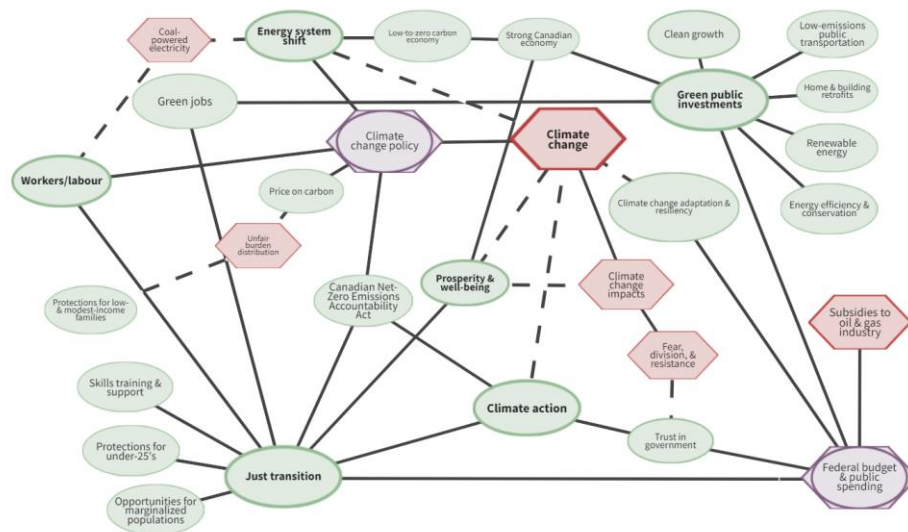 Coal-
powered
electricity
Energy system
shift
Low-to-zero carbon
economy
Strong Canadian
economy
Clean growth
Low-emissions
public
transportation
Green jobs
Green public
investments
Home & building
retrofits
Climate
change policy
Climate
change
Renewable
energy
Workers/labour
Price on carbon
Climate change adaptation &
resiliency
Energy efficiency &
conservation
Unfair
burden
distribution
Protections for low-
& modest-income
families
Canadian Net-
Zero Emissions
Accountability
Act
Prosperity &
well-being
Climate
change
impacts
Subsidies to
oil & gas
industry
Fear,
division, &
resistance
Skills training &
support
Climate action
Trust in
government
Protections for
under-25's
Just transition
Federal budget
& public
spending
Opportunities for
marginalized
populations